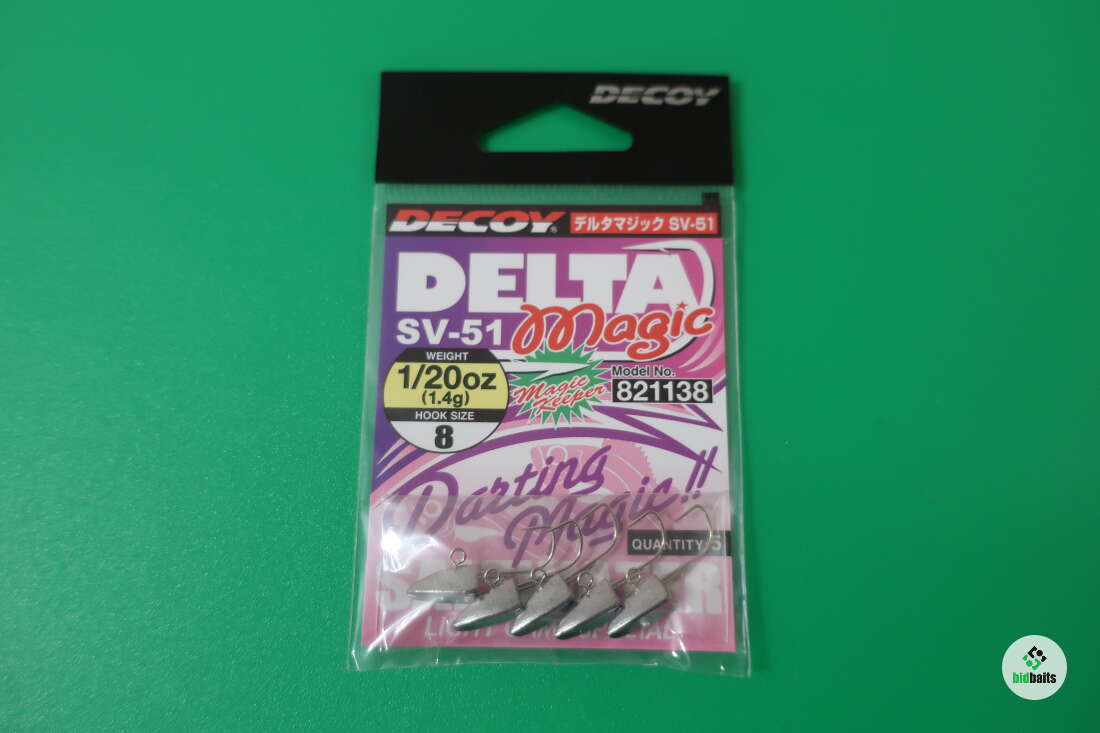 DECOY
DECOY® デルタマジック SV-51
DELTA
SV-51 Magic
WEIGHT
1/20oz
(1.4g)
HOOK SIZE
8
Magic
Keeper
Model No.
821138
Darting
Magic!!
QUANTITY/5
LIGHT
bidbaits